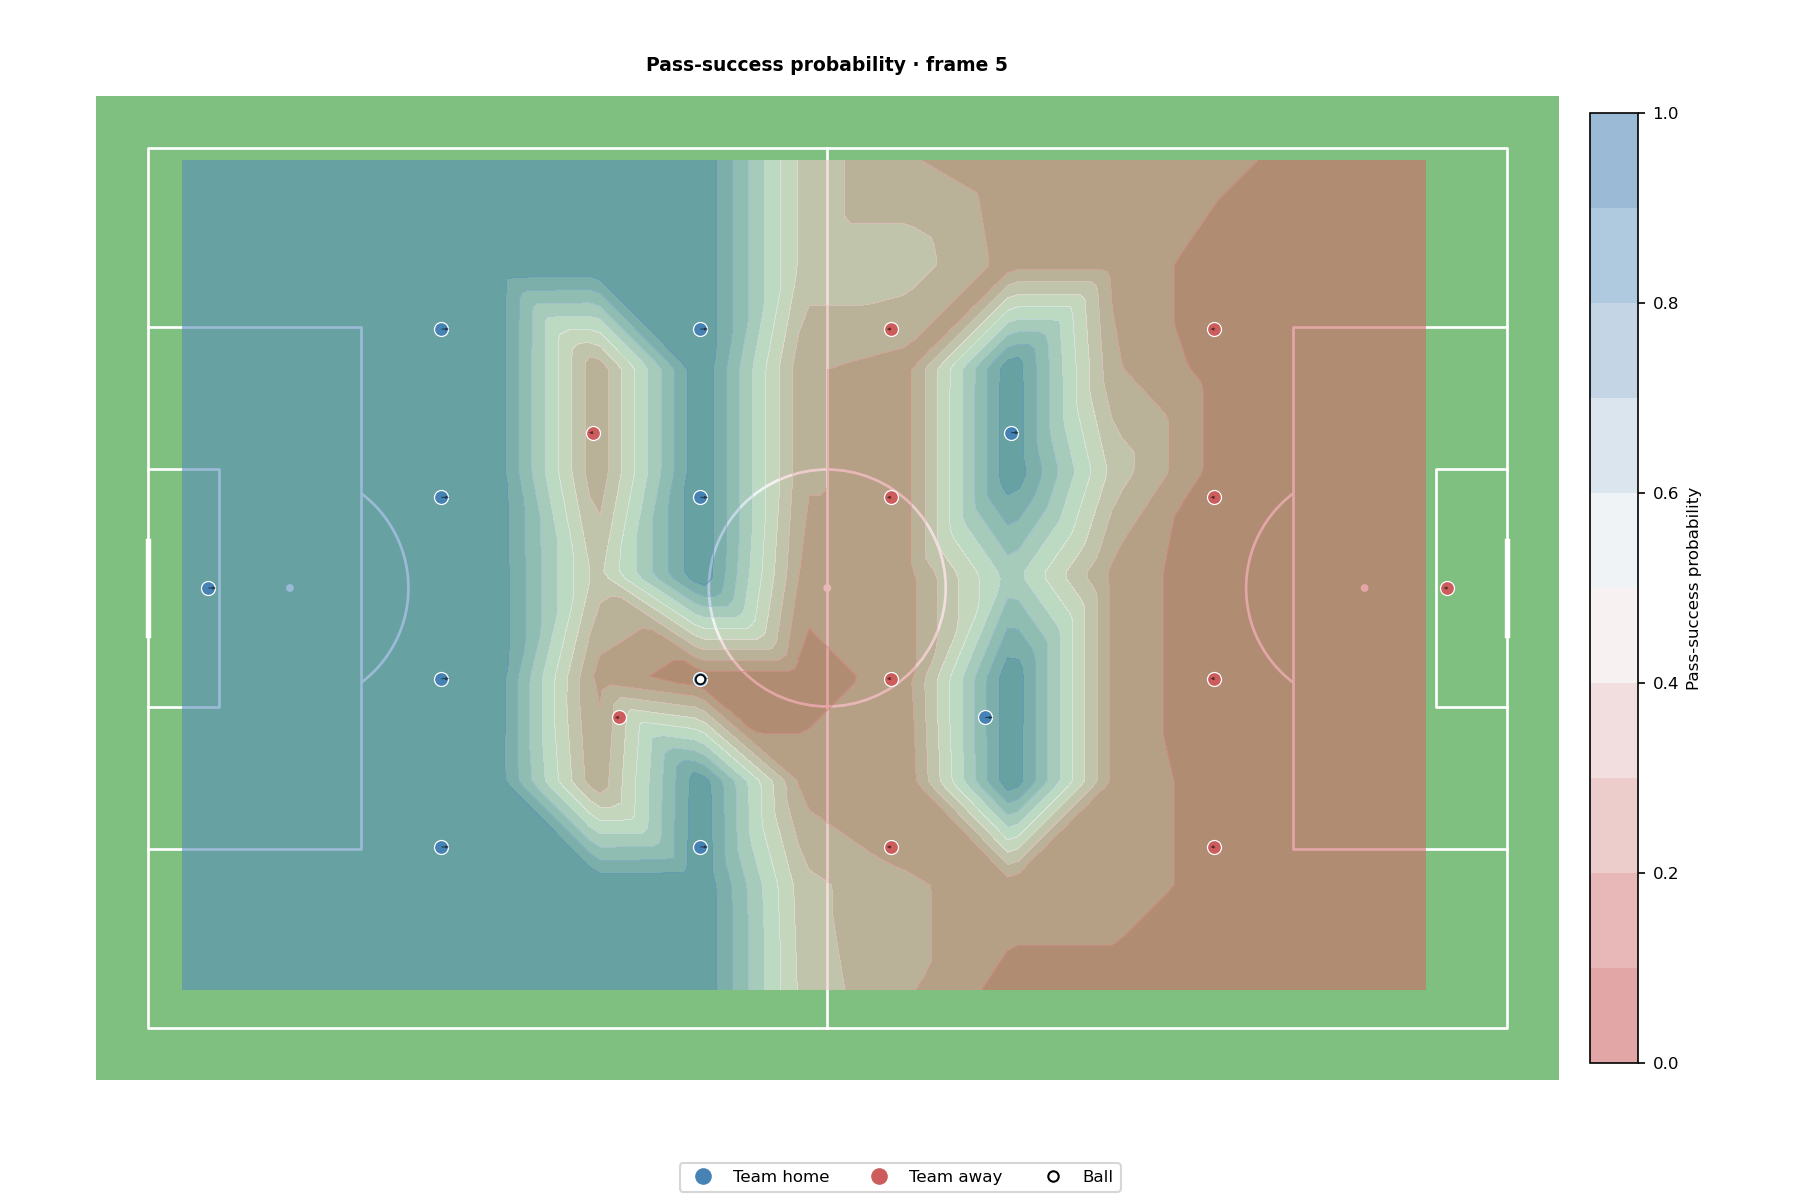 Pass-success probability · frame 5
1.0
0.8
0.6
0.4
0.2
0.0
Pass-success probability
Team home
Team away
Ball